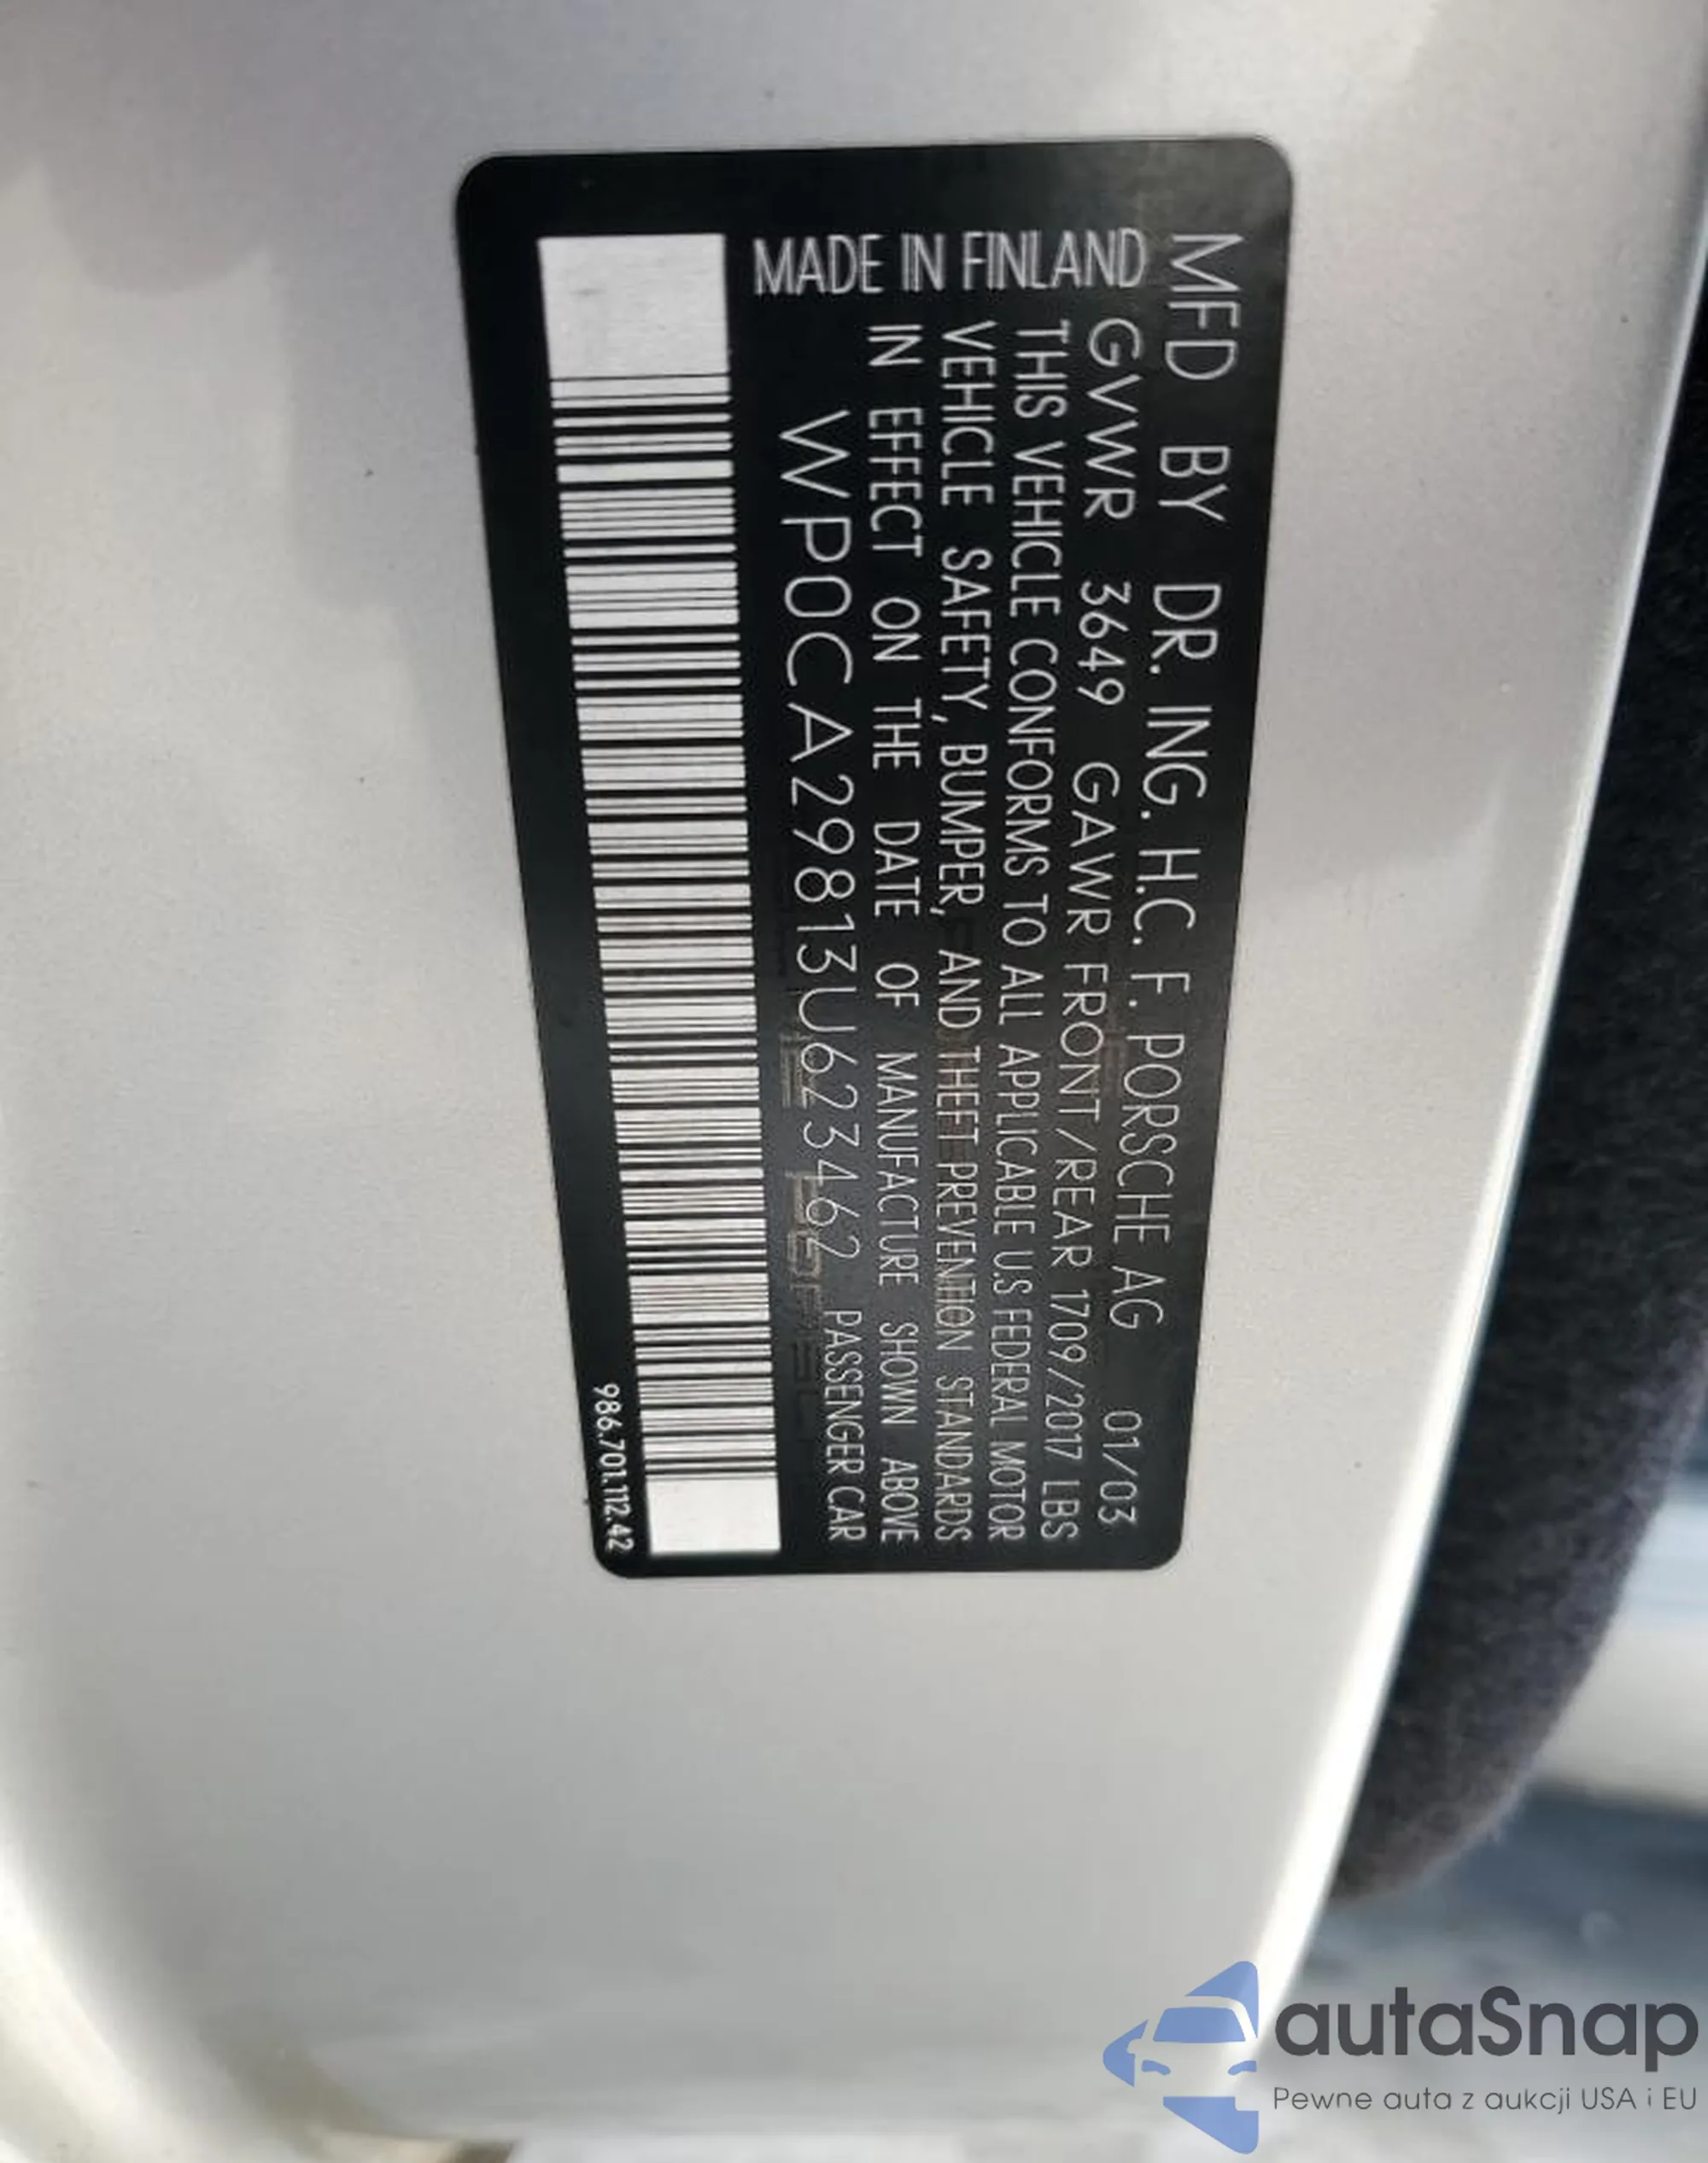 MFD BY DR. ING. H.C. F. PORSCHE AG 01/03
GVWR 3649 GAWR FRONT/REAR 1709/2017 LBS
THIS VEHICLE CONFORMS TO ALL APPLICABLE U.S FEDERAL MOTOR
VEHICLE SAFETY, BUMPER, AND THEFT PREVENTION STANDARDS
IN EFFECT ON THE DATE OF MANUFACTURE SHOWN ABOVE
WP0CA29813U623462 PASSENGER CAR
MADE IN FINLAND
986.701.112.42
autaSnap
Pewne auta z aukcji USA i EU